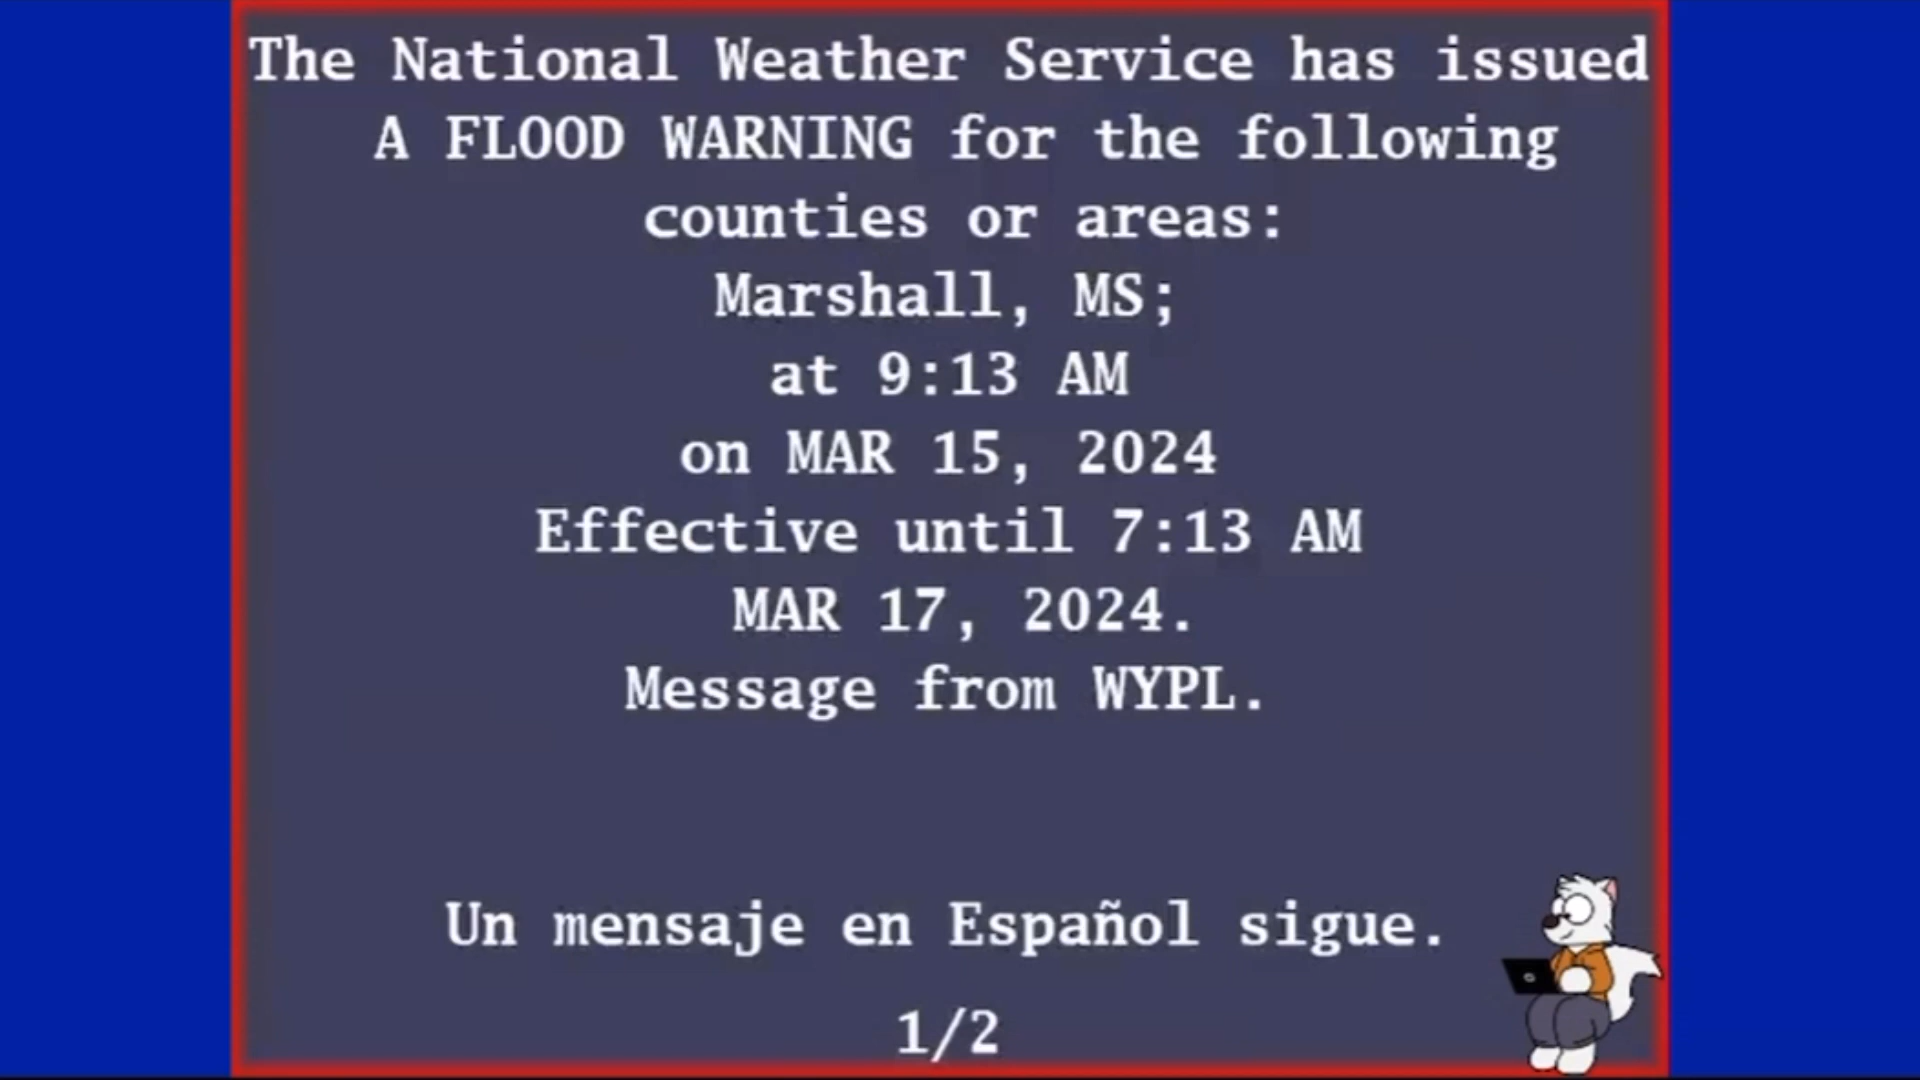 The National Weather Service has issued
A FLOOD WARNING for the following
counties or areas:
Marshall, MS;
at 9:13 AM
on MAR 15, 2024
Effective until 7:13 AM
MAR 17, 2024.
Message from WYPL.
Un mensaje en Español sigue.
1/2